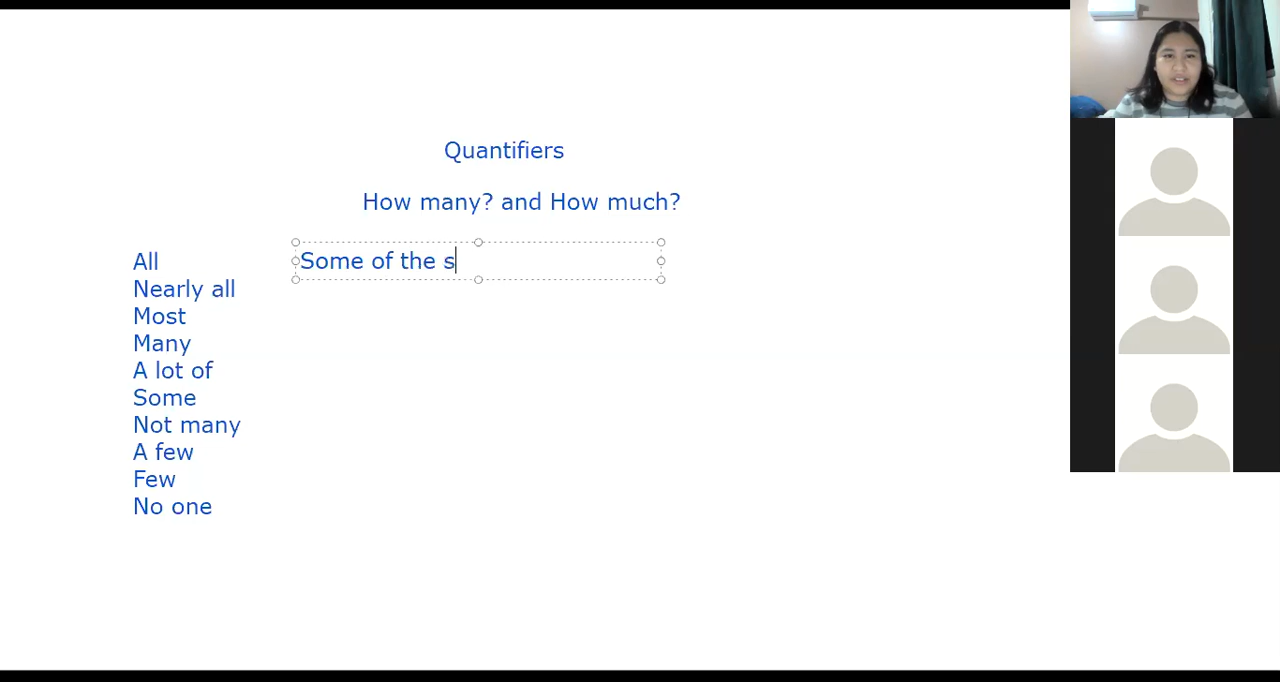 Quantifiers
How many? and How much?
All
Nearly all
Most
Many
A lot of
Some
Not many
A few
Few
No one
Some of the s